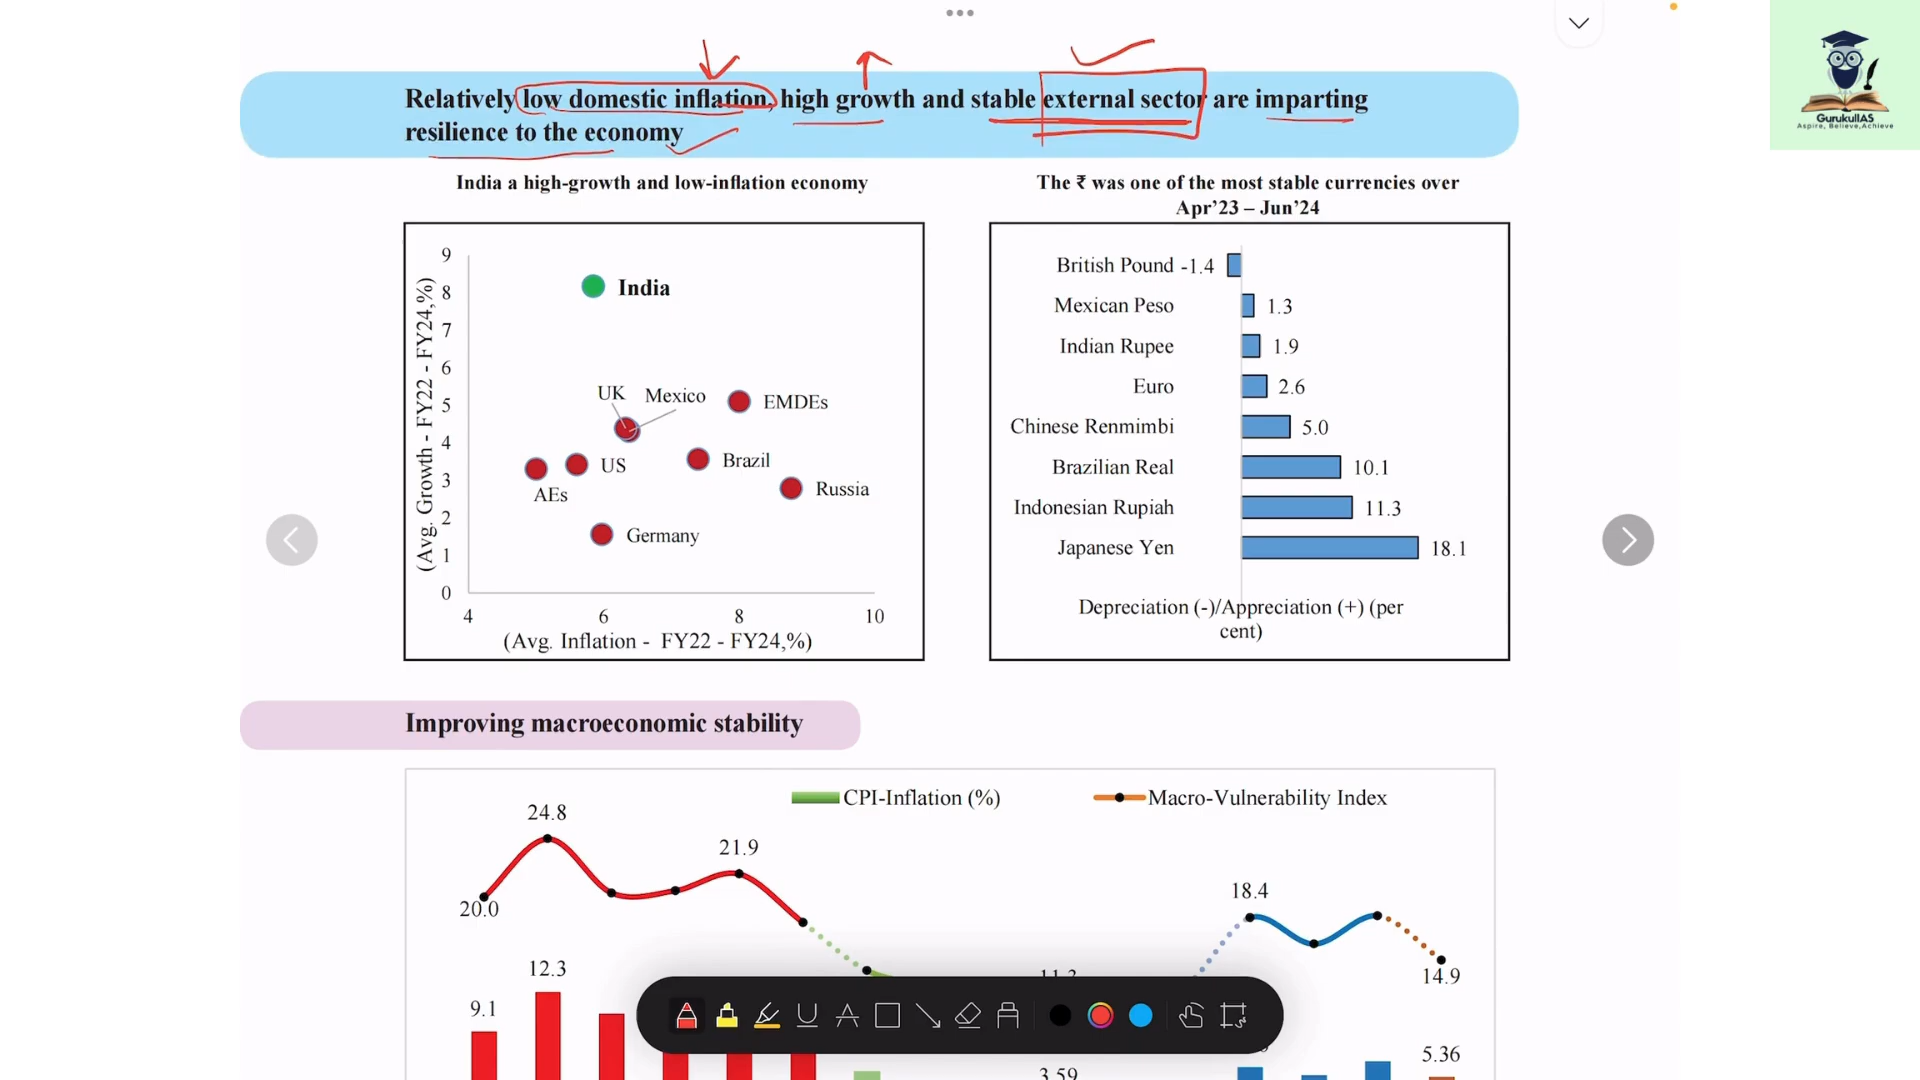 Relatively low domestic inflation, high growth and stable external sector are imparting
resilience to the economy
GurukulIAS
Aspire, Believe,Achieve
India a high-growth and low-inflation economy
(Avg. Growth - FY22 - FY24,%)
9
8
7
6
5
4
3
2
1
0
India
UK
Mexico
EMDEs
US
Brazil
AEs
Russia
Germany
4 6 8 10
(Avg. Inflation - FY22 - FY24,%)
The ₹ was one of the most stable currencies over
Apr'23 – Jun'24
British Pound -1.4
Mexican Peso 1.3
Indian Rupee 1.9
Euro 2.6
Chinese Renmimbi 5.0
Brazilian Real 10.1
Indonesian Rupiah 11.3
Japanese Yen 18.1
Depreciation (-)/Appreciation (+) (per
cent)
Improving macroeconomic stability
CPI-Inflation (%)
Macro-Vulnerability Index
24.8
21.9
20.0
18.4
14.9
12.3
9.1
5.36
3.59